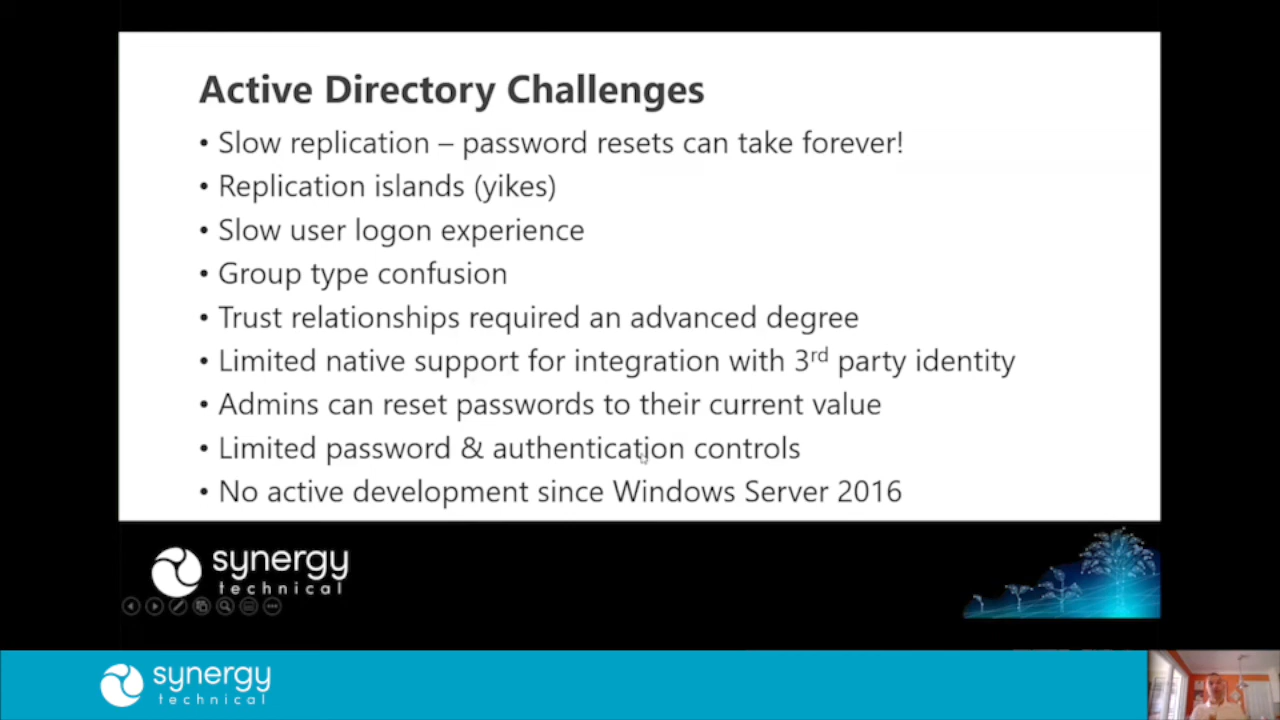 Active Directory Challenges
• Slow replication – password resets can take forever!
• Replication islands (yikes)
• Slow user logon experience
• Group type confusion
• Trust relationships required an advanced degree
• Limited native support for integration with 3rd party identity
• Admins can reset passwords to their current value
• Limited password & authentication controls
• No active development since Windows Server 2016
synergy
technical
synergy
technical